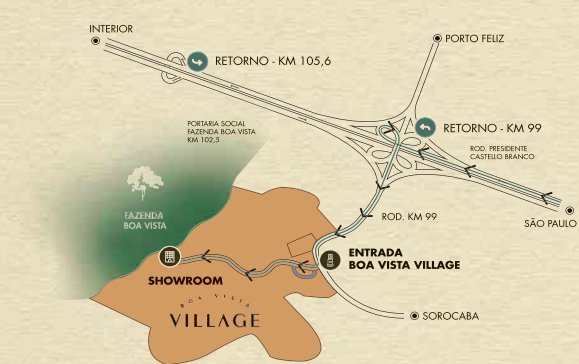 INTERIOR
PORTO FELIZ
RETORNO - KM 105,6
PORTARIA SOCIAL
FAZENDA BOA VISTA
KM 102,5
RETORNO - KM 99
ROD. PRESIDENTE
CASTELLO BRANCO
FAZENDA
BOA VISTA
ROD. KM 99
SÃO PAULO
ENTRADA
BOA VISTA VILLAGE
SHOWROOM
BOA VISTA
VILLAGE
SOROCABA